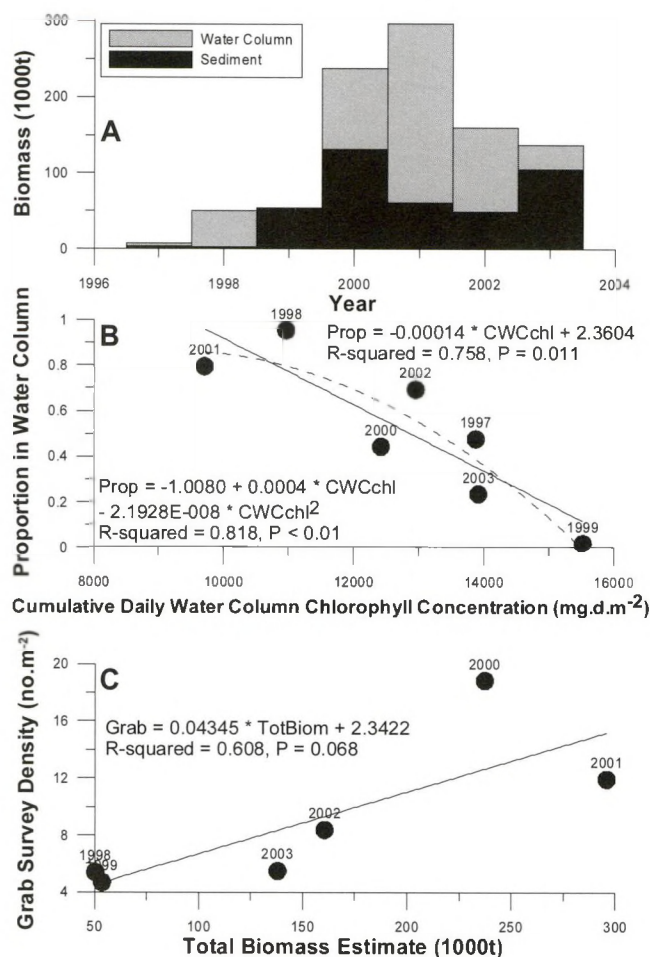 300
200
100
0
Biomass (1000t)
Water Column
Sediment
A
1996 1998 2000 2002 2004
Year
1
0.8
0.6
0.4
0.2
0
Proportion in Water Column
B
1998
2001
2002
2000
1997
2003
1999
Prop = -0.00014 * CWCchl + 2.3604
R-squared = 0.758, P = 0.011
Prop = -1.0080 + 0.0004 * CWCchl
- 2.1928E-008 * CWCchl2
R-squared = 0.818, P < 0.01
8000 10000 12000 14000 16000
Cumulative Daily Water Column Chlorophyll Concentration (mg.d.m-2)
20
16
12
8
4
Grab Survey Density (no.m-2)
C
2000
Grab = 0.04345 * TotBiom + 2.3422
R-squared = 0.608, P = 0.068
2001
2002
2003
1998
50 100 150 200 250 300
Total Biomass Estimate (1000t)